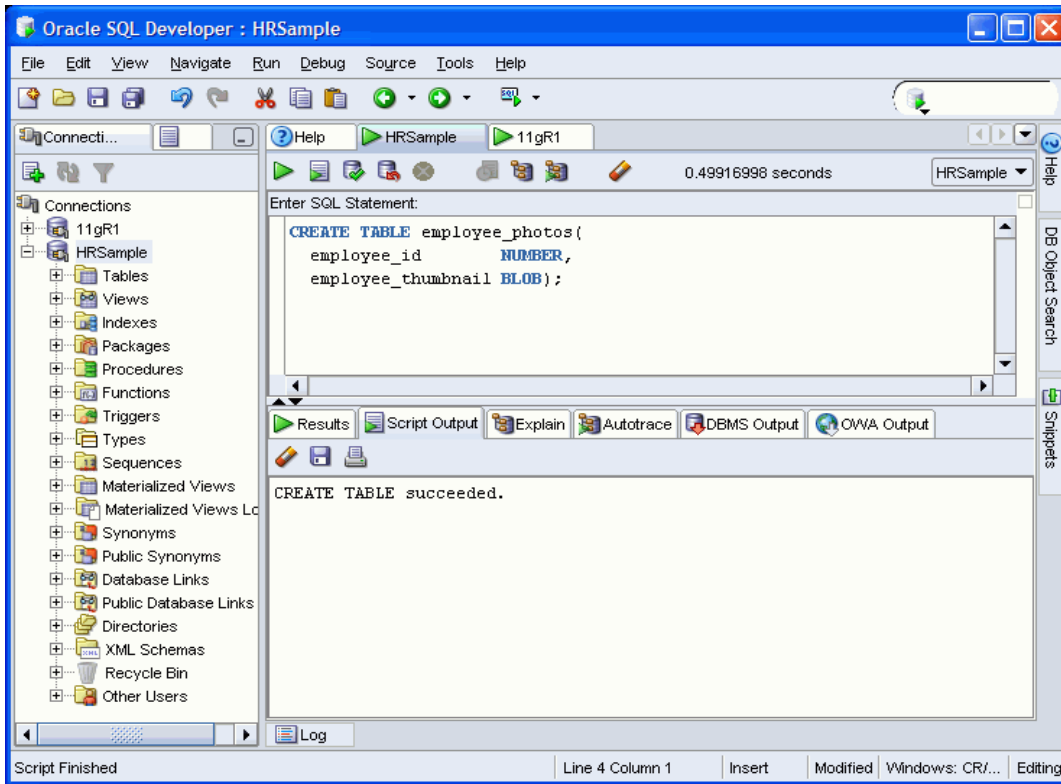 Oracle SQL Developer : HRSample
File Edit View Navigate Run Debug Source Tools Help
Connecti...
Connections
11gR1
HRSample
Tables
Views
Indexes
Packages
Procedures
Functions
Triggers
Types
Sequences
Materialized Views
Materialized Views Lo
Synonyms
Public Synonyms
Database Links
Public Database Links
Directories
XML Schemas
Recycle Bin
Other Users
Help HRSample 11gR1
0.49916998 seconds HRSample
Enter SQL Statement:
CREATE TABLE employee_photos(
employee_id NUMBER,
employee_thumbnail BLOB);
Results Script Output Explain Autotrace DBMS Output OWA Output
CREATE TABLE succeeded.
Log
Help
DB Object Search
Snippets
Script Finished Line 4 Column 1 Insert Modified Windows: CR/... Editing